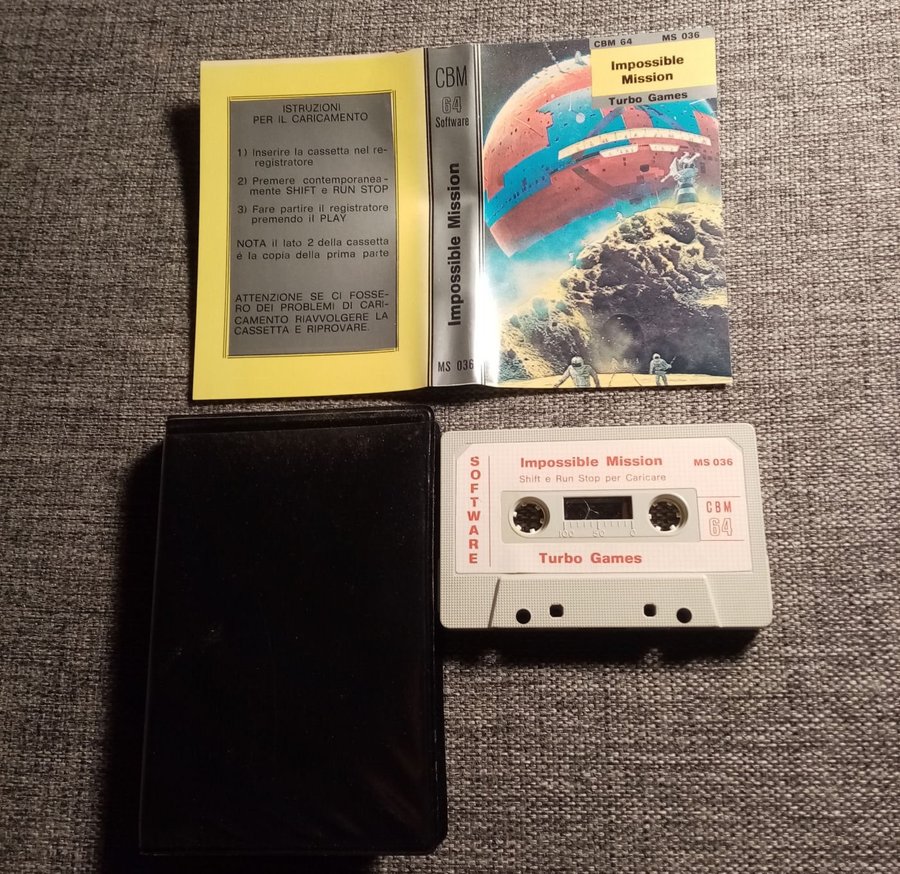 ISTRUZIONI
PER IL CARICAMENTO
1) Inserire la cassetta nel re-
registratore
2) Premere contemporanea-
mente SHIFT e RUN STOP
3) Fare partire il registratore
premendo il PLAY
NOTA il lato 2 della cassetta
é la copia della prima parte
ATTENZIONE SE CI FOSSE-
RO DEI PROBLEMI DI CARI-
CAMENTO RIAVVOLGERE LA
CASSETTA E RIPROVARE.
CBM
64
Software
Impossible Mission
MS 036
CBM 64 MS 036
Impossible
Mission
Turbo Games
SOFTWARE
Impossible Mission MS 036
Shift e Run Stop per Caricare
CBM
64
100 50 0
Turbo Games